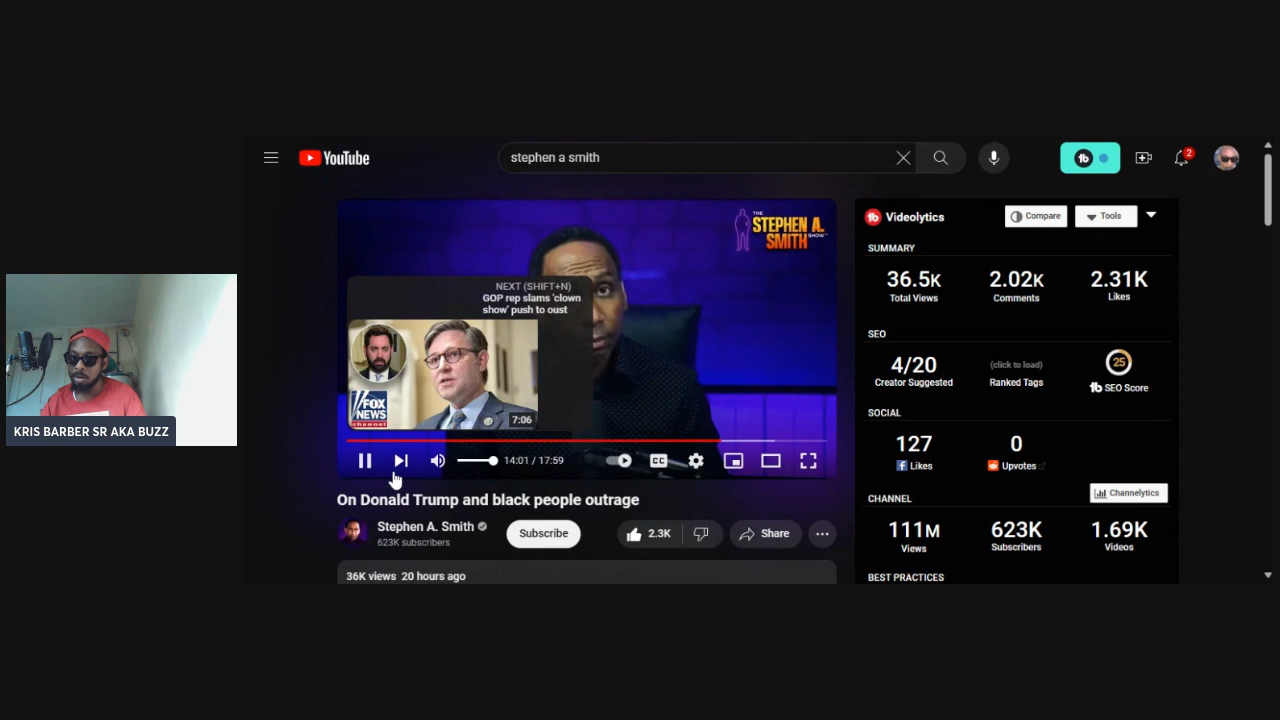 YouTube
stephen a smith
2
THE
STEPHEN A.
SMITH
SHOW
NEXT (SHIFT+N)
GOP rep slams 'clown
show' push to oust
FOX
NEWS
channel
7:06
14:01 / 17:59
CC
On Donald Trump and black people outrage
Stephen A. Smith
623K subscribers
Subscribe
2.3K
Share
36K views 20 hours ago
KRIS BARBER SR AKA BUZZ
Videolytics
Compare
Tools
SUMMARY
36.5K 2.02K 2.31K
Total Views Comments Likes
SEO
4/20 (click to load) 25
Creator Suggested Ranked Tags tb SEO Score
SOCIAL
127 0
Likes Upvotes
CHANNEL Channelytics
111M 623K 1.69K
Views Subscribers Videos
BEST PRACTICES